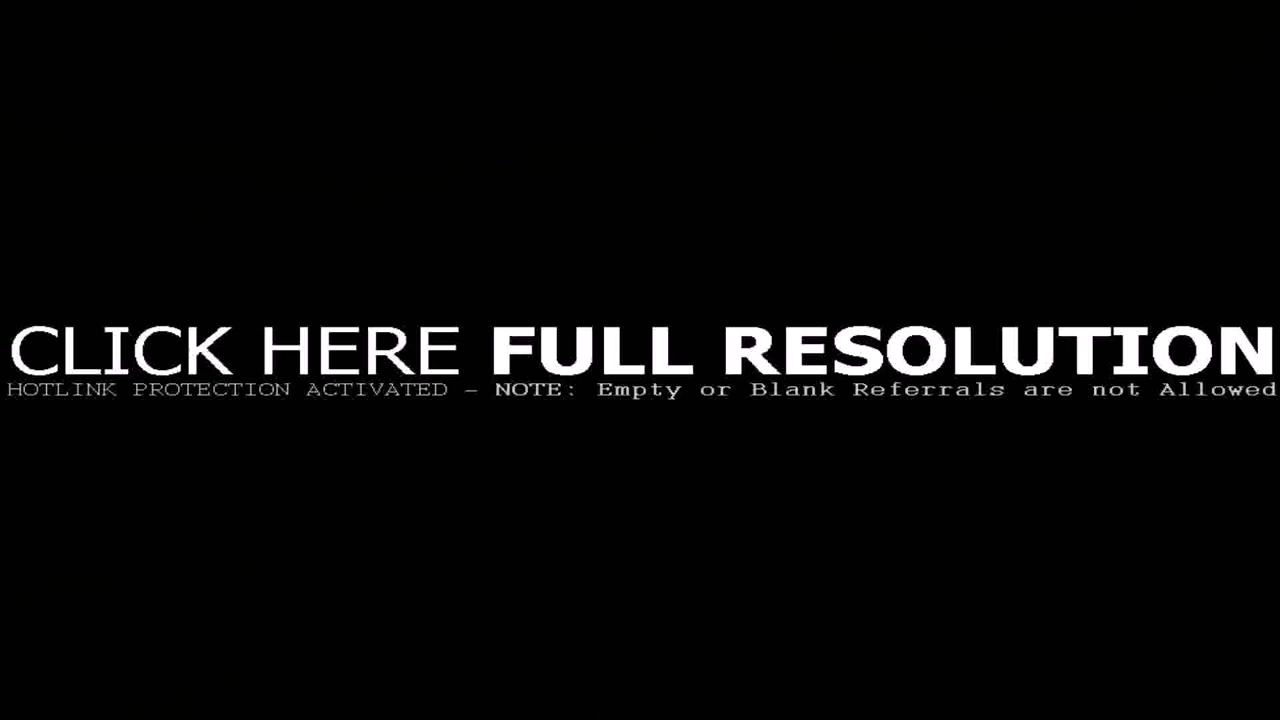 CLICK HERE FULL RESOLUTION
HOTLINK PROTECTION ACTIVATED - NOTE: Empty or Blank Referrals are not Allowed